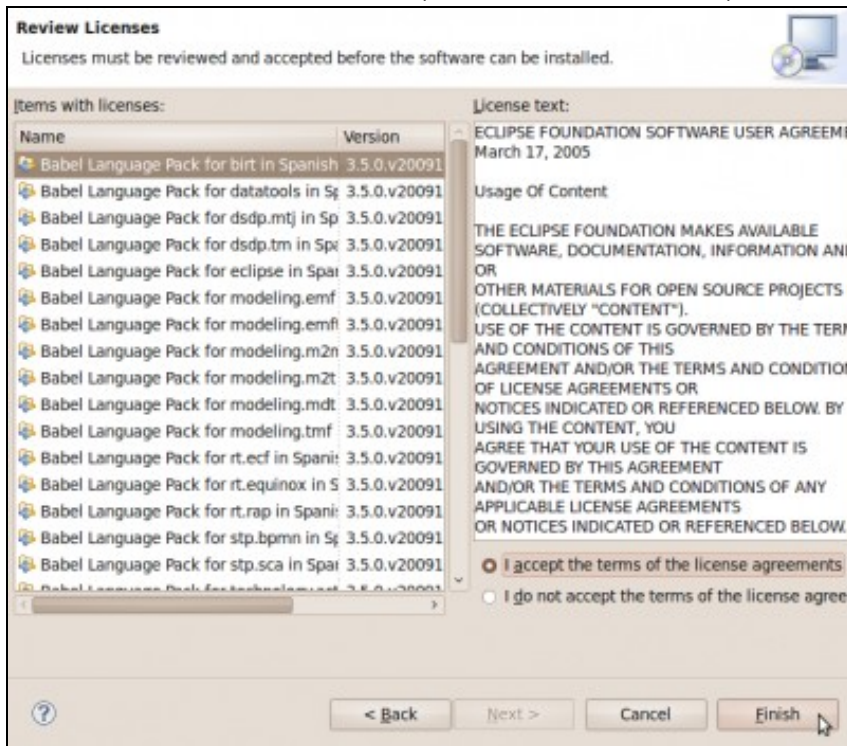 Review Licenses
Licenses must be reviewed and accepted before the software can be installed.
Items with licenses:
Name Version
Babel Language Pack for birt in Spanish 3.5.0.v20091
Babel Language Pack for datatools in Sp 3.5.0.v20091
Babel Language Pack for dsdp.mtj in Sp 3.5.0.v20091
Babel Language Pack for dsdp.tm in Spa 3.5.0.v20091
Babel Language Pack for eclipse in Spar 3.5.0.v20091
Babel Language Pack for modeling.emf 3.5.0.v20091
Babel Language Pack for modeling.emft 3.5.0.v20091
Babel Language Pack for modeling.m2m 3.5.0.v20091
Babel Language Pack for modeling.m2t 3.5.0.v20091
Babel Language Pack for modeling.mdt 3.5.0.v20091
Babel Language Pack for modeling.tmf 3.5.0.v20091
Babel Language Pack for rt.ecf in Spanis 3.5.0.v20091
Babel Language Pack for rt.equinox in S 3.5.0.v20091
Babel Language Pack for rt.rap in Spanis 3.5.0.v20091
Babel Language Pack for stp.bpmn in Sp 3.5.0.v20091
Babel Language Pack for stp.sca in Spar 3.5.0.v20091
License text:
ECLIPSE FOUNDATION SOFTWARE USER AGREEME
March 17, 2005
Usage Of Content
THE ECLIPSE FOUNDATION MAKES AVAILABLE
SOFTWARE, DOCUMENTATION, INFORMATION AN
OR
OTHER MATERIALS FOR OPEN SOURCE PROJECTS
(COLLECTIVELY "CONTENT").
USE OF THE CONTENT IS GOVERNED BY THE TERM
AND CONDITIONS OF THIS
AGREEMENT AND/OR THE TERMS AND CONDITIO
OF LICENSE AGREEMENTS OR
NOTICES INDICATED OR REFERENCED BELOW. BY
USING THE CONTENT, YOU
AGREE THAT YOUR USE OF THE CONTENT IS
GOVERNED BY THIS AGREEMENT
AND/OR THE TERMS AND CONDITIONS OF ANY
APPLICABLE LICENSE AGREEMENTS
OR NOTICES INDICATED OR REFERENCED BELOW.
I accept the terms of the license agreements
I do not accept the terms of the license agree
? < Back Next > Cancel Finish